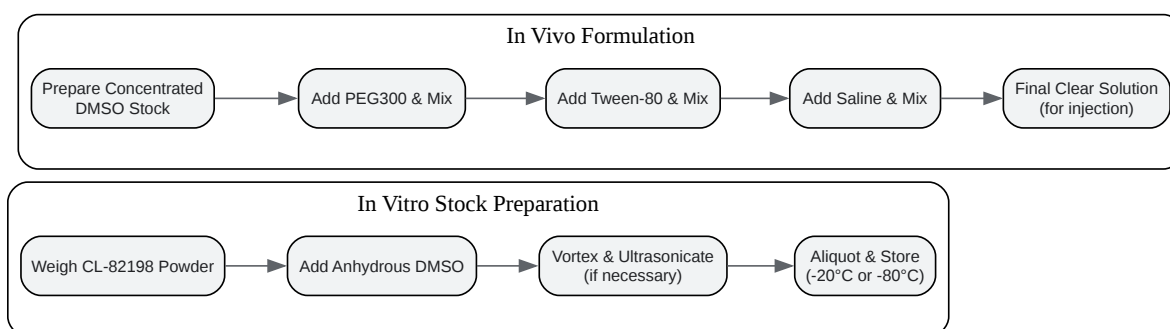 In Vivo Formulation
Prepare Concentrated
DMSO Stock
Add PEG300 & Mix
Add Tween-80 & Mix
Add Saline & Mix
Final Clear Solution
(for injection)
In Vitro Stock Preparation
Weigh CL-82198 Powder
Add Anhydrous DMSO
Vortex & Ultrasonicate
(if necessary)
Aliquot & Store
(-20°C or -80°C)